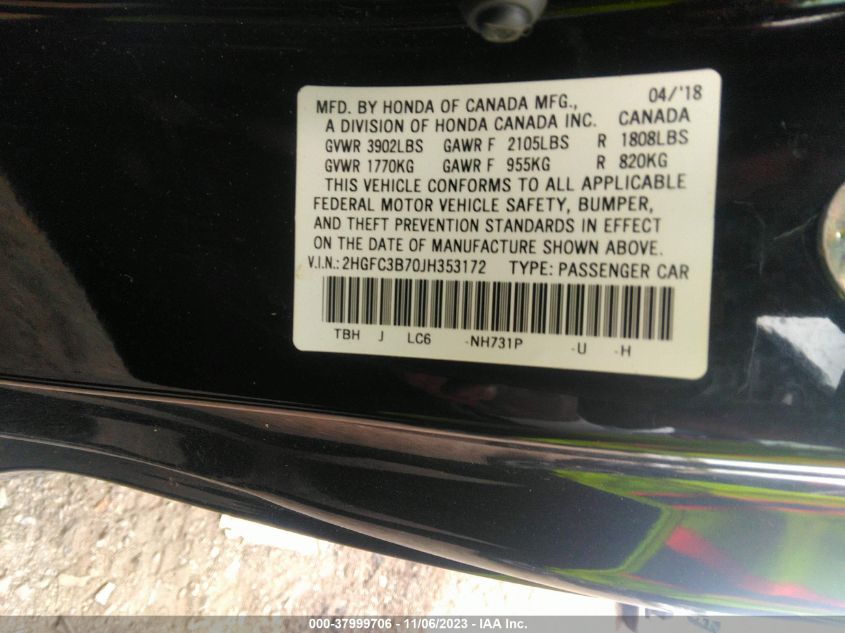 MFD. BY HONDA OF CANADA MFG., 04/'18
A DIVISION OF HONDA CANADA INC. CANADA
GVWR 3902LBS GAWR F 2105LBS R 1808LBS
GVWR 1770KG GAWR F 955KG R 820KG
THIS VEHICLE CONFORMS TO ALL APPLICABLE
FEDERAL MOTOR VEHICLE SAFETY, BUMPER,
AND THEFT PREVENTION STANDARDS IN EFFECT
ON THE DATE OF MANUFACTURE SHOWN ABOVE.
V.I.N.: 2HGFC3B70JH353172 TYPE: PASSENGER CAR
TBH J LC6 -NH731P -U -H
000-37999706 - 11/06/2023 - IAA Inc.